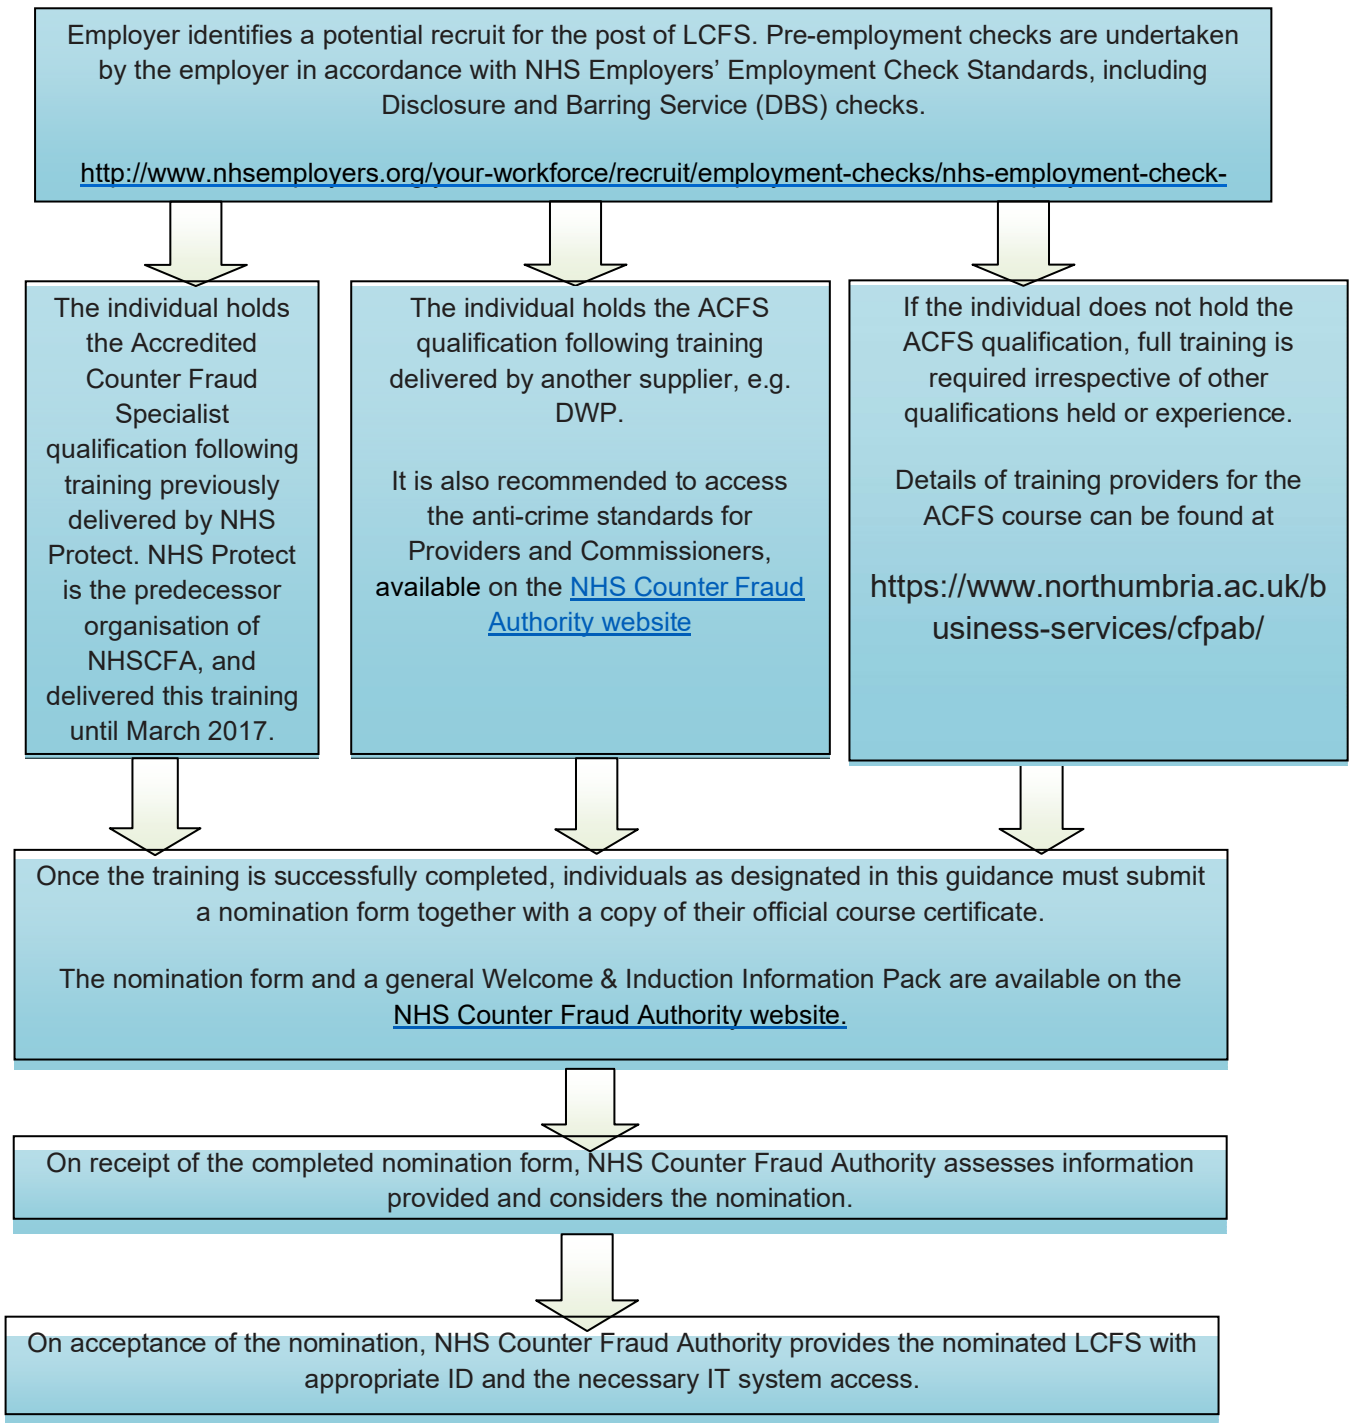 Employer identifies a potential recruit for the post of LCFS. Pre-employment checks are undertaken
by the employer in accordance with NHS Employers’ Employment Check Standards, including
Disclosure and Barring Service (DBS) checks.
http://www.nhsemployers.org/your-workforce/recruit/employment-checks/nhs-employment-check-
The individual holds
the Accredited
Counter Fraud
Specialist
qualification following
training previously
delivered by NHS
Protect. NHS Protect
is the predecessor
organisation of
NHSCFA, and
delivered this training
until March 2017.
The individual holds the ACFS
qualification following training
delivered by another supplier, e.g.
DWP.
It is also recommended to access
the anti-crime standards for
Providers and Commissioners,
available on the NHS Counter Fraud
Authority website
If the individual does not hold the
ACFS qualification, full training is
required irrespective of other
qualifications held or experience.
Details of training providers for the
ACFS course can be found at
https://www.northumbria.ac.uk/b
usiness-services/cfpab/
Once the training is successfully completed, individuals as designated in this guidance must submit
a nomination form together with a copy of their official course certificate.
The nomination form and a general Welcome & Induction Information Pack are available on the
NHS Counter Fraud Authority website.
On receipt of the completed nomination form, NHS Counter Fraud Authority assesses information
provided and considers the nomination.
On acceptance of the nomination, NHS Counter Fraud Authority provides the nominated LCFS with
appropriate ID and the necessary IT system access.